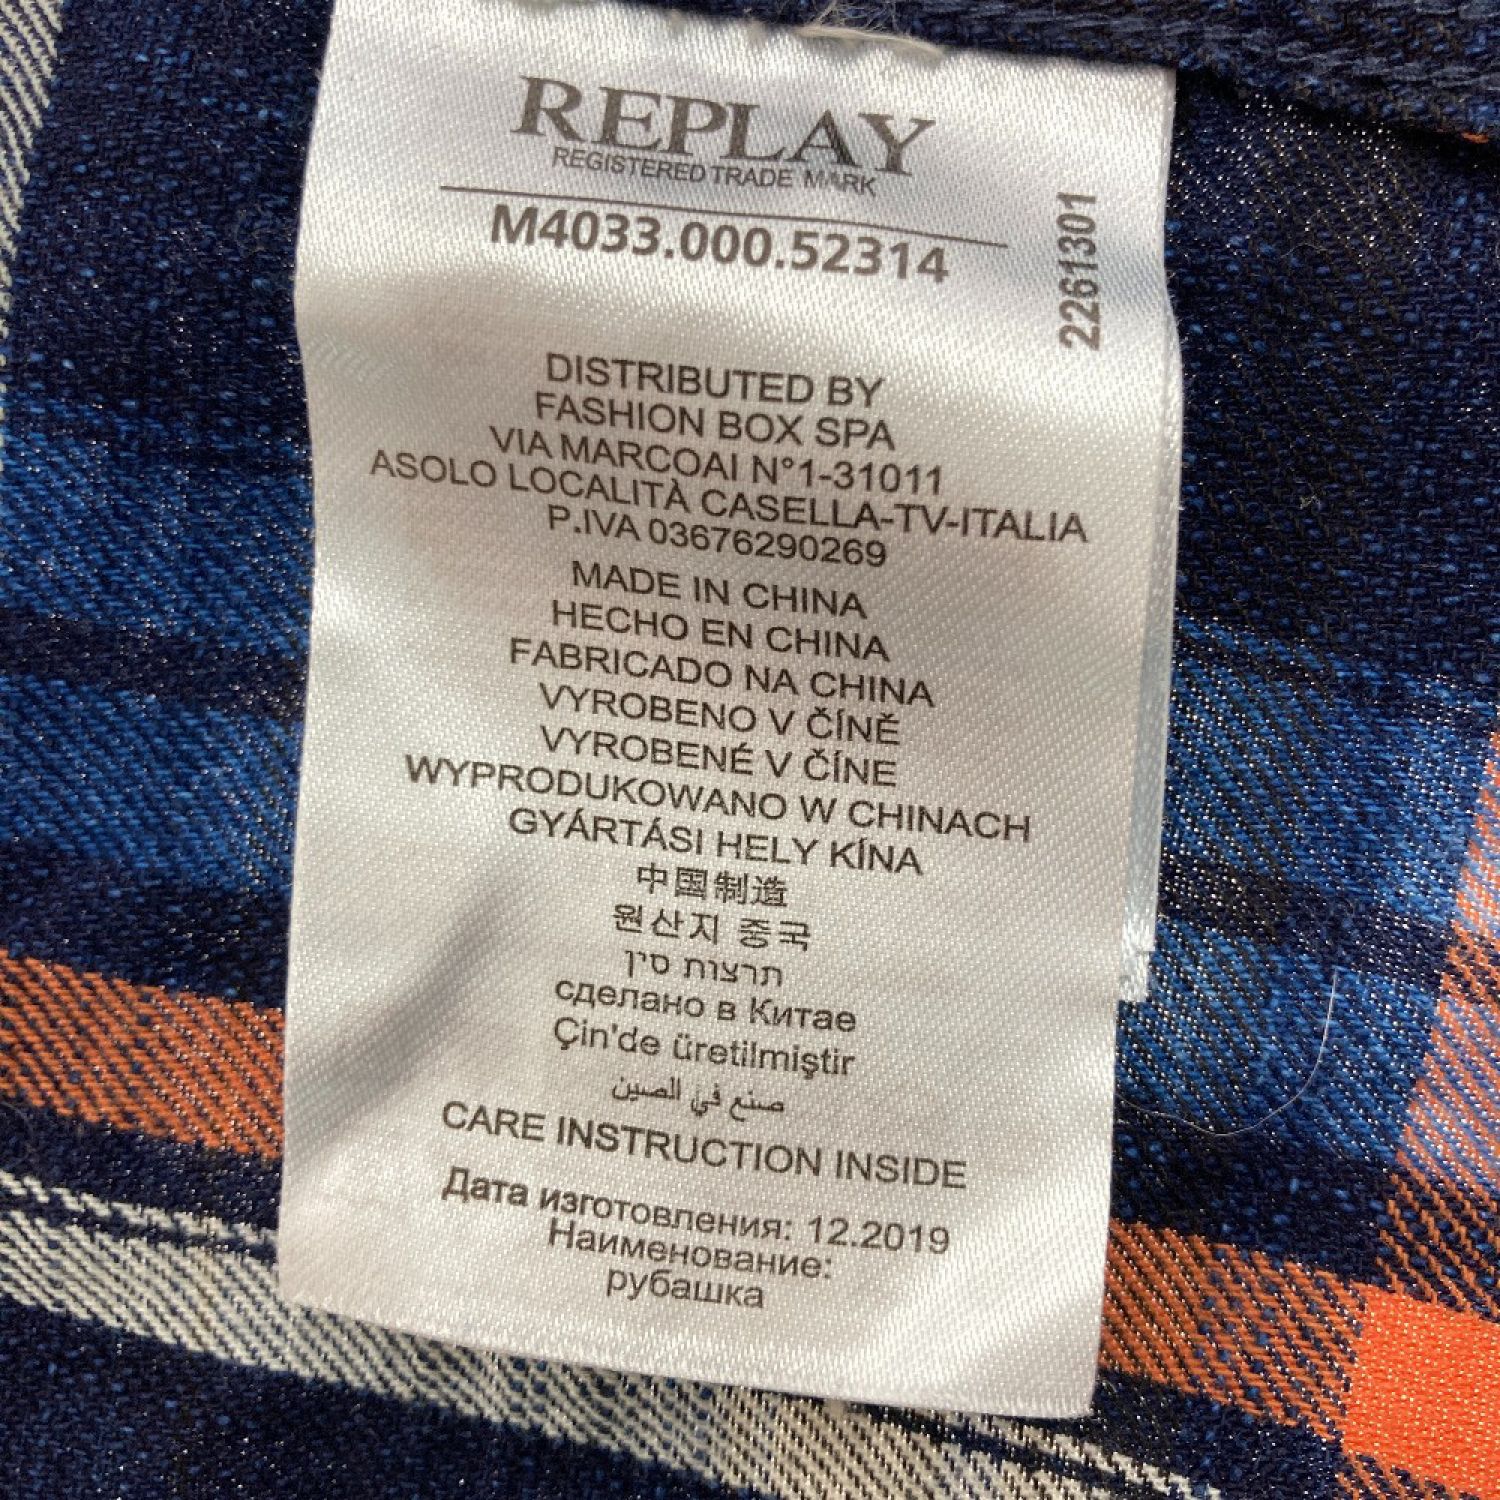 REPLAY
REGISTERED TRADE MARK
M4033.000.52314
2261301
DISTRIBUTED BY
FASHION BOX SPA
VIA MARCOAI N°1-31011
ASOLO LOCALITÀ CASELLA-TV-ITALIA
P.IVA 03676290269
MADE IN CHINA
HECHO EN CHINA
FABRICADO NA CHINA
VYROBENO V ČÍNĚ
VYROBENÉ V ČÍNE
WYPRODUKOWANO W CHINACH
GYÁRTÁSI HELY KÍNA
中国制造
원산지 중국
תרצות סין
сделано в Китае
Çin'de üretilmiştir
صنع في الصين
CARE INSTRUCTION INSIDE
Дата изготовления: 12.2019
Наименование:
рубашка